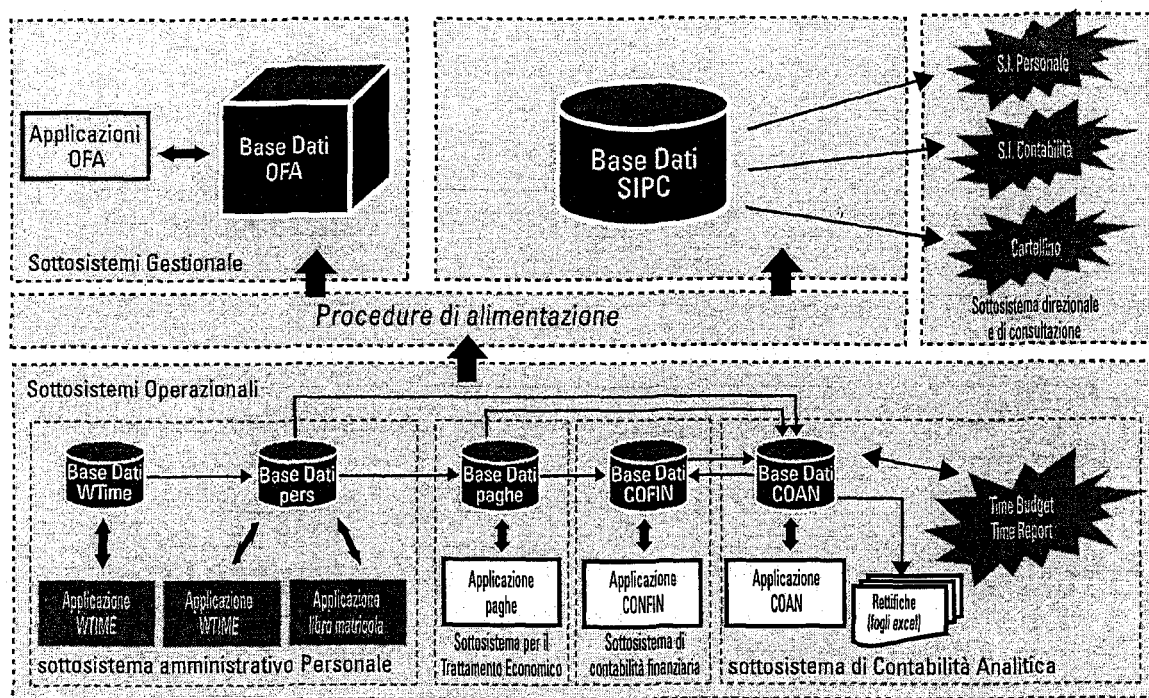 S.I. Personale
Applicazioni
OFA
Base Dati
OFA
Base Dati
SIPC
S.I. Contabilità
Cartellino
Sottosistemi Gestionale
Sottosistema direzionale
e di consultazione
Procedure di alimentazione
Sottosistemi Operazionali
Base Dati
WTime
Base Dati
pers
Base Dati
paghe
Base Dati
COFIN
Base Dati
COAN
Time Budget
Time Report
Applicazione
WTIME
Applicazione
WTIME
Applicazione
libro matricola
Applicazione
paghe
Applicazione
CONFIN
Applicazione
COAN
Rettifiche
(fogli excel)
sottosistema amministrativo Personale
Sottosistema per il
Trattamento Economico
Sottosistema di
contabilità finanziaria
sottosistema di Contabilità Analitica